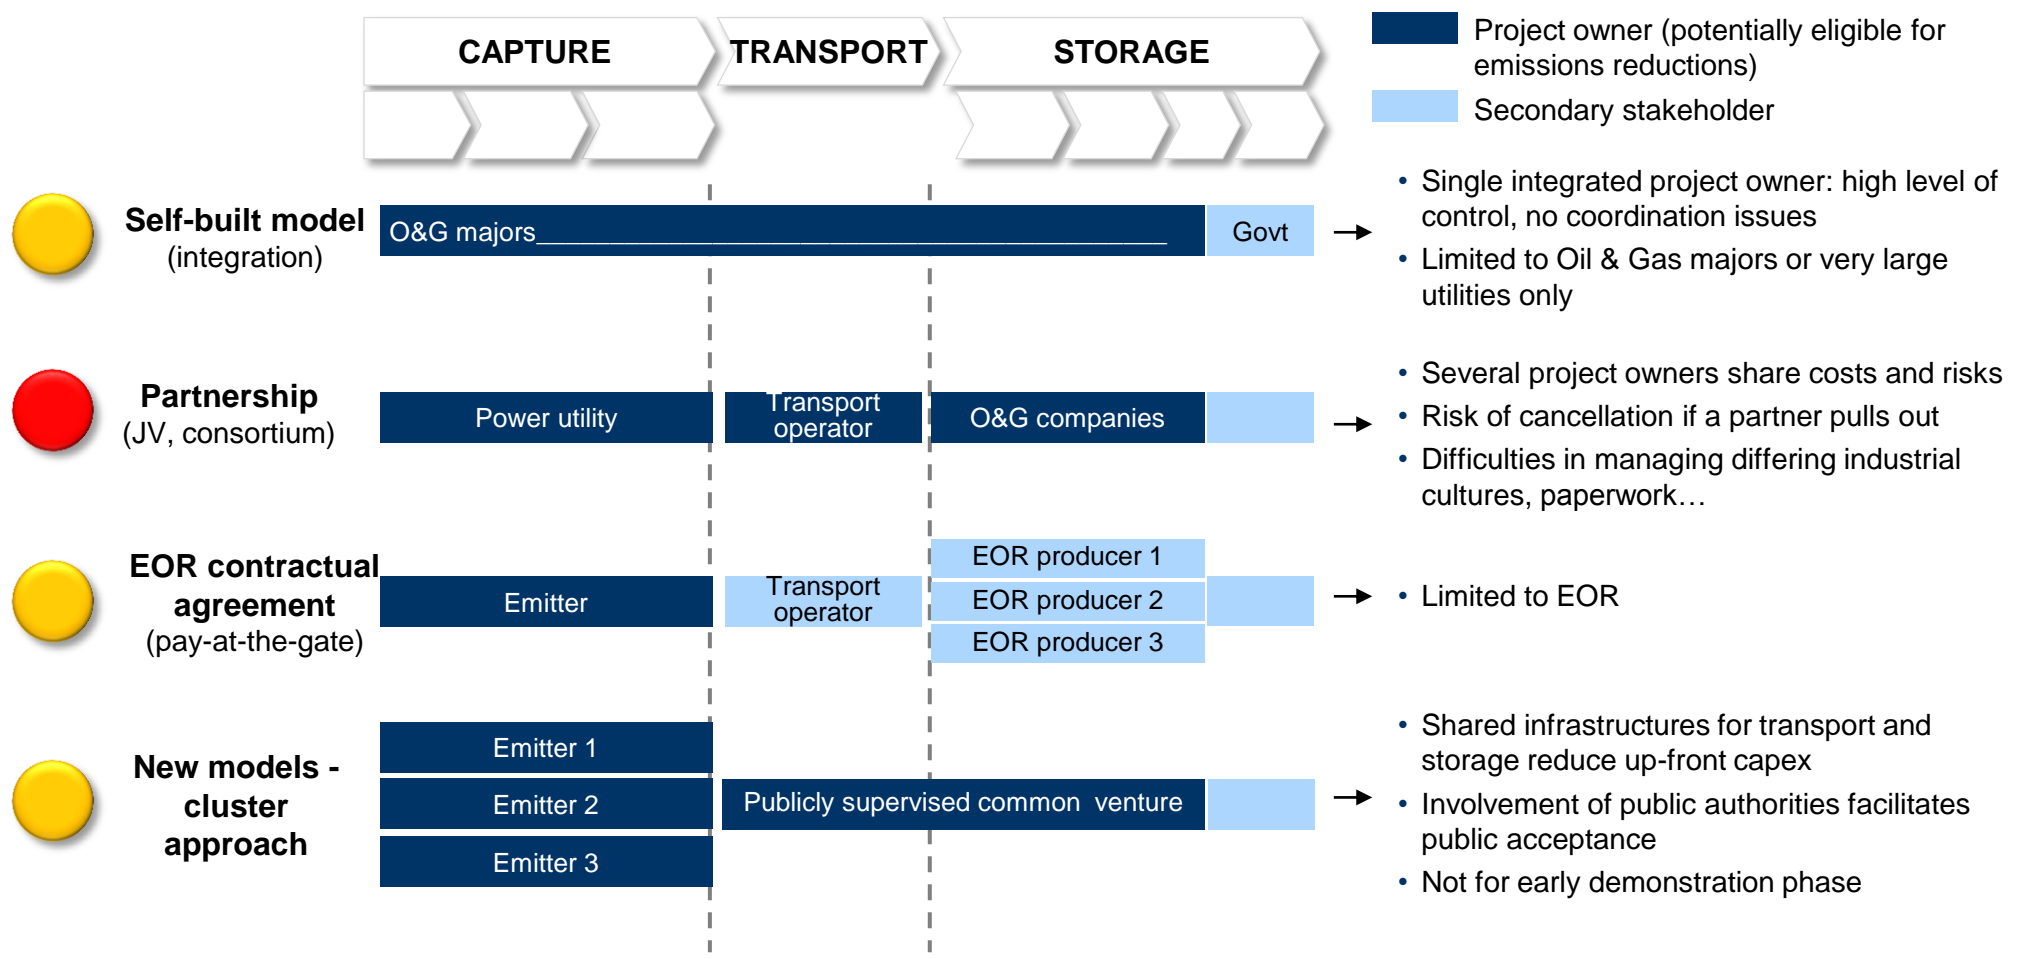 CAPTURE
TRANSPORT
STORAGE
Project owner (potentially eligible for
emissions reductions)
Secondary stakeholder
Self-built model
(integration)
O&G majors
Govt
• Single integrated project owner: high level of
control, no coordination issues
• Limited to Oil & Gas majors or very large
utilities only
Partnership
(JV, consortium)
Power utility
Transport
operator
O&G companies
• Several project owners share costs and risks
• Risk of cancellation if a partner pulls out
• Difficulties in managing differing industrial
cultures, paperwork…
EOR contractual
agreement
(pay-at-the-gate)
Emitter
Transport
operator
EOR producer 1
EOR producer 2
EOR producer 3
• Limited to EOR
New models -
cluster
approach
Emitter 1
Emitter 2
Emitter 3
Publicly supervised common venture
• Shared infrastructures for transport and
storage reduce up-front capex
• Involvement of public authorities facilitates
public acceptance
• Not for early demonstration phase